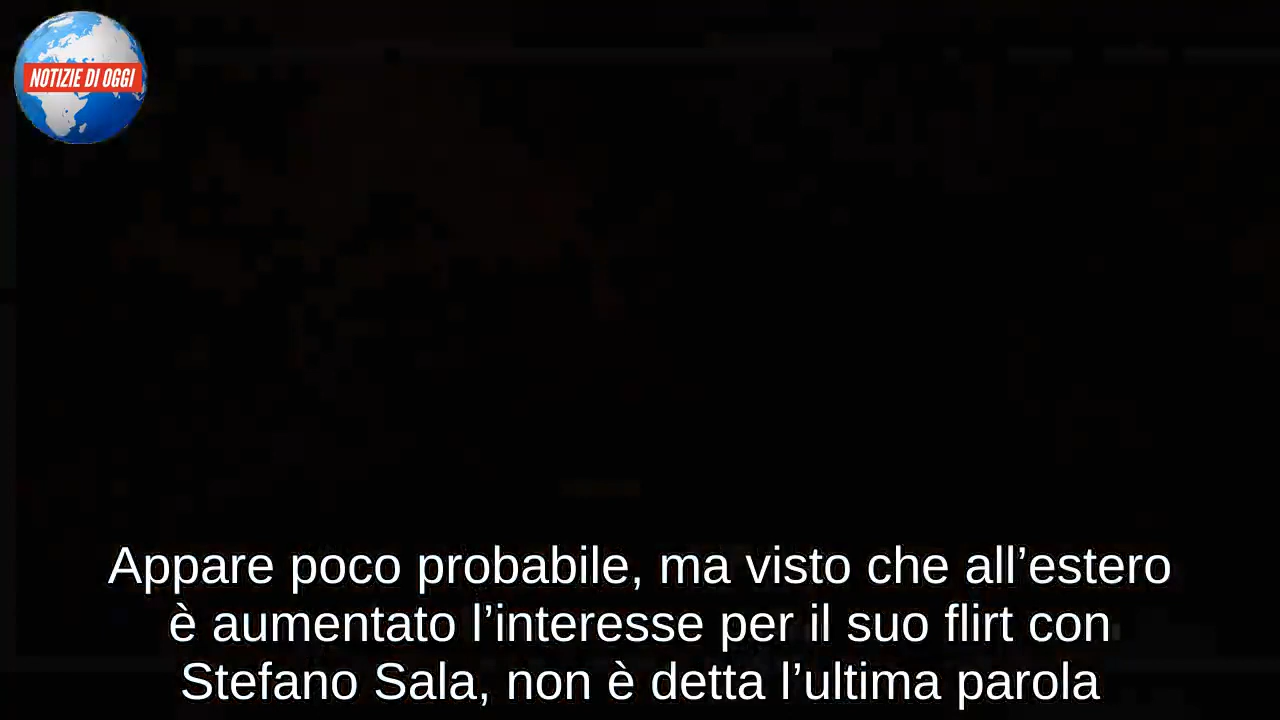 NOTIZIE DI OGGI
Appare poco probabile, ma visto che all’estero
è aumentato l’interesse per il suo flirt con
Stefano Sala, non è detta l’ultima parola